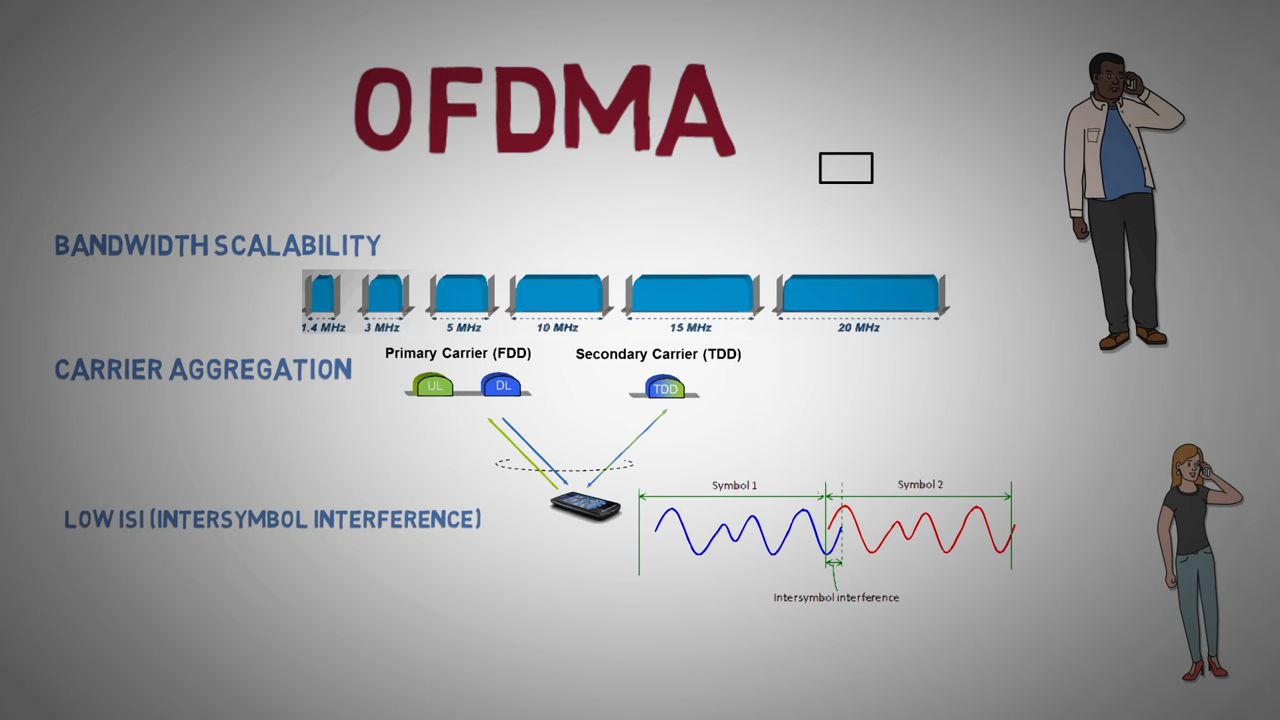 OFDMA
BANDWIDTH SCALABILITY
1.4 MHz 3 MHz 5 MHz 10 MHz 15 MHz 20 MHz
Primary Carrier (FDD) Secondary Carrier (TDD)
CARRIER AGGREGATION
UL DL TDD
Symbol 1 Symbol 2
LOW ISI (INTERSYMBOL INTERFERENCE)
Intersymbol interference